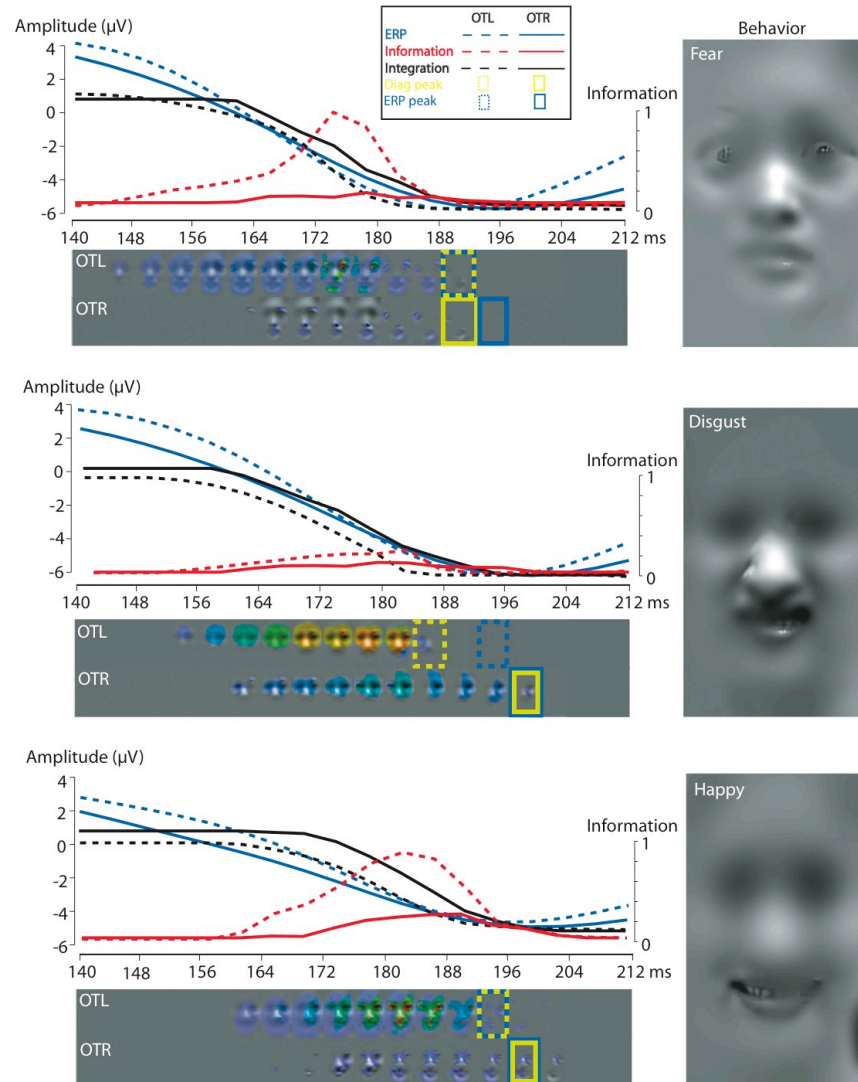 Amplitude (µV)
OTL OTR
ERP
Information
Integration
Diag peak
ERP peak
Behavior
Fear
Information
4
2
0
-2
-4
-6
1
0
140 148 156 164 172 180 188 196 204 212 ms
OTL
OTR
Amplitude (µV)
Disgust
Information
4
2
0
-2
-4
-6
1
0
140 148 156 164 172 180 188 196 204 212 ms
OTL
OTR
Amplitude (µV)
Happy
Information
4
2
0
-2
-4
-6
1
0
140 148 156 164 172 180 188 196 204 212 ms
OTL
OTR